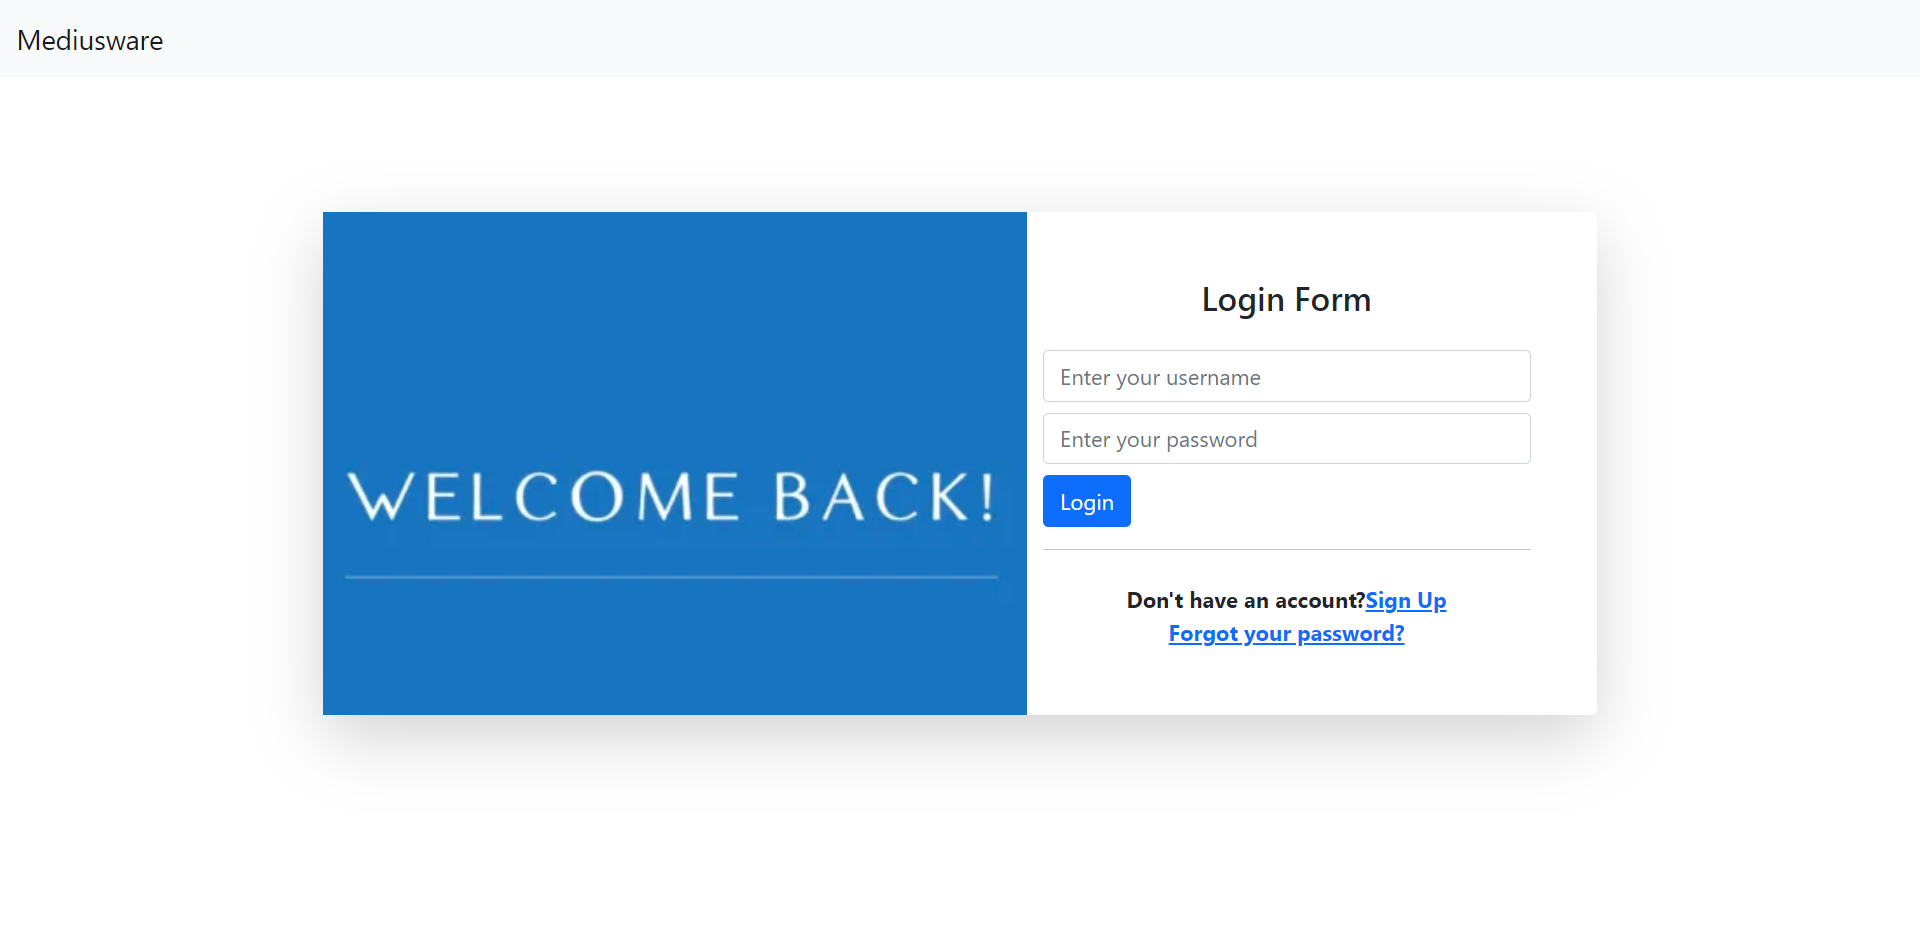 Mediusware
WELCOME BACK!
Login Form
Enter your username
Enter your password
Login
Don't have an account?Sign Up
Forgot your password?